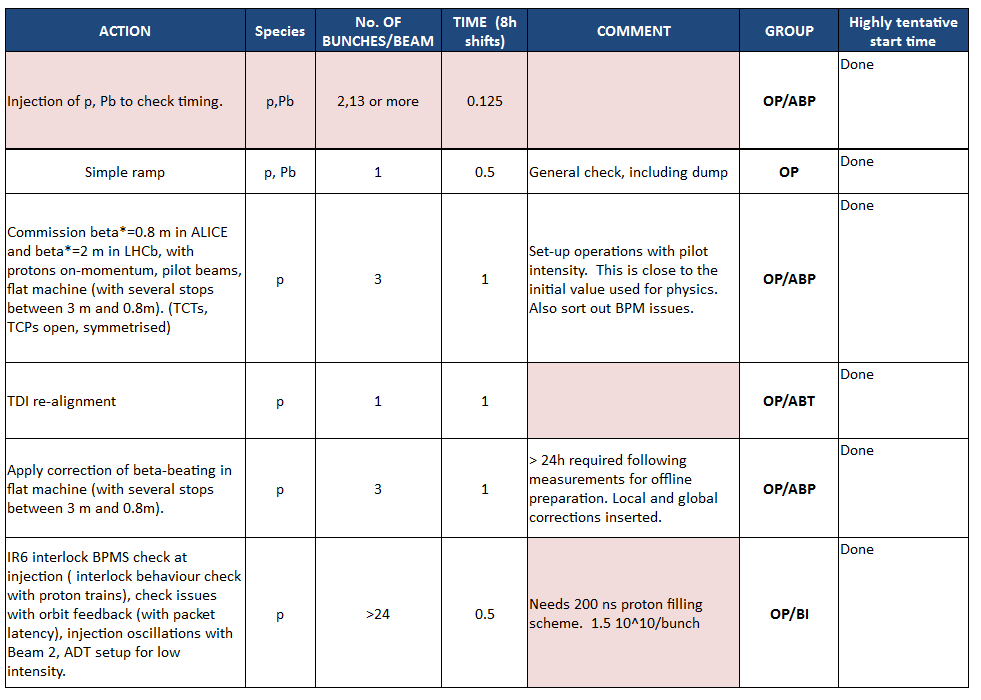 ACTION
Species
No. OF
BUNCHES/BEAM
TIME (8h
shifts)
COMMENT
GROUP
Highly tentative
start time
Injection of p, Pb to check timing.
p,Pb
2,13 or more
0.125
OP/ABP
Done
Simple ramp
p, Pb
1
0.5
General check, including dump
OP
Done
Commission beta*=0.8 m in ALICE
and beta*=2 m in LHCb, with
protons on-momentum, pilot beams,
flat machine (with several stops
between 3 m and 0.8m). (TCTs,
TCPs open, symmetrised)
p
3
1
Set-up operations with pilot
intensity. This is close to the
initial value used for physics.
Also sort out BPM issues.
OP/ABP
Done
TDI re-alignment
p
1
1
OP/ABT
Done
Apply correction of beta-beating in
flat machine (with several stops
between 3 m and 0.8m).
p
3
1
> 24h required following
measurements for offline
preparation. Local and global
corrections inserted.
OP/ABP
Done
IR6 interlock BPMS check at
injection ( interlock behaviour check
with proton trains), check issues
with orbit feedback (with packet
latency), injection oscillations with
Beam 2, ADT setup for low
intensity.
p
>24
0.5
Needs 200 ns proton filling
scheme. 1.5 10^10/bunch
OP/BI
Done